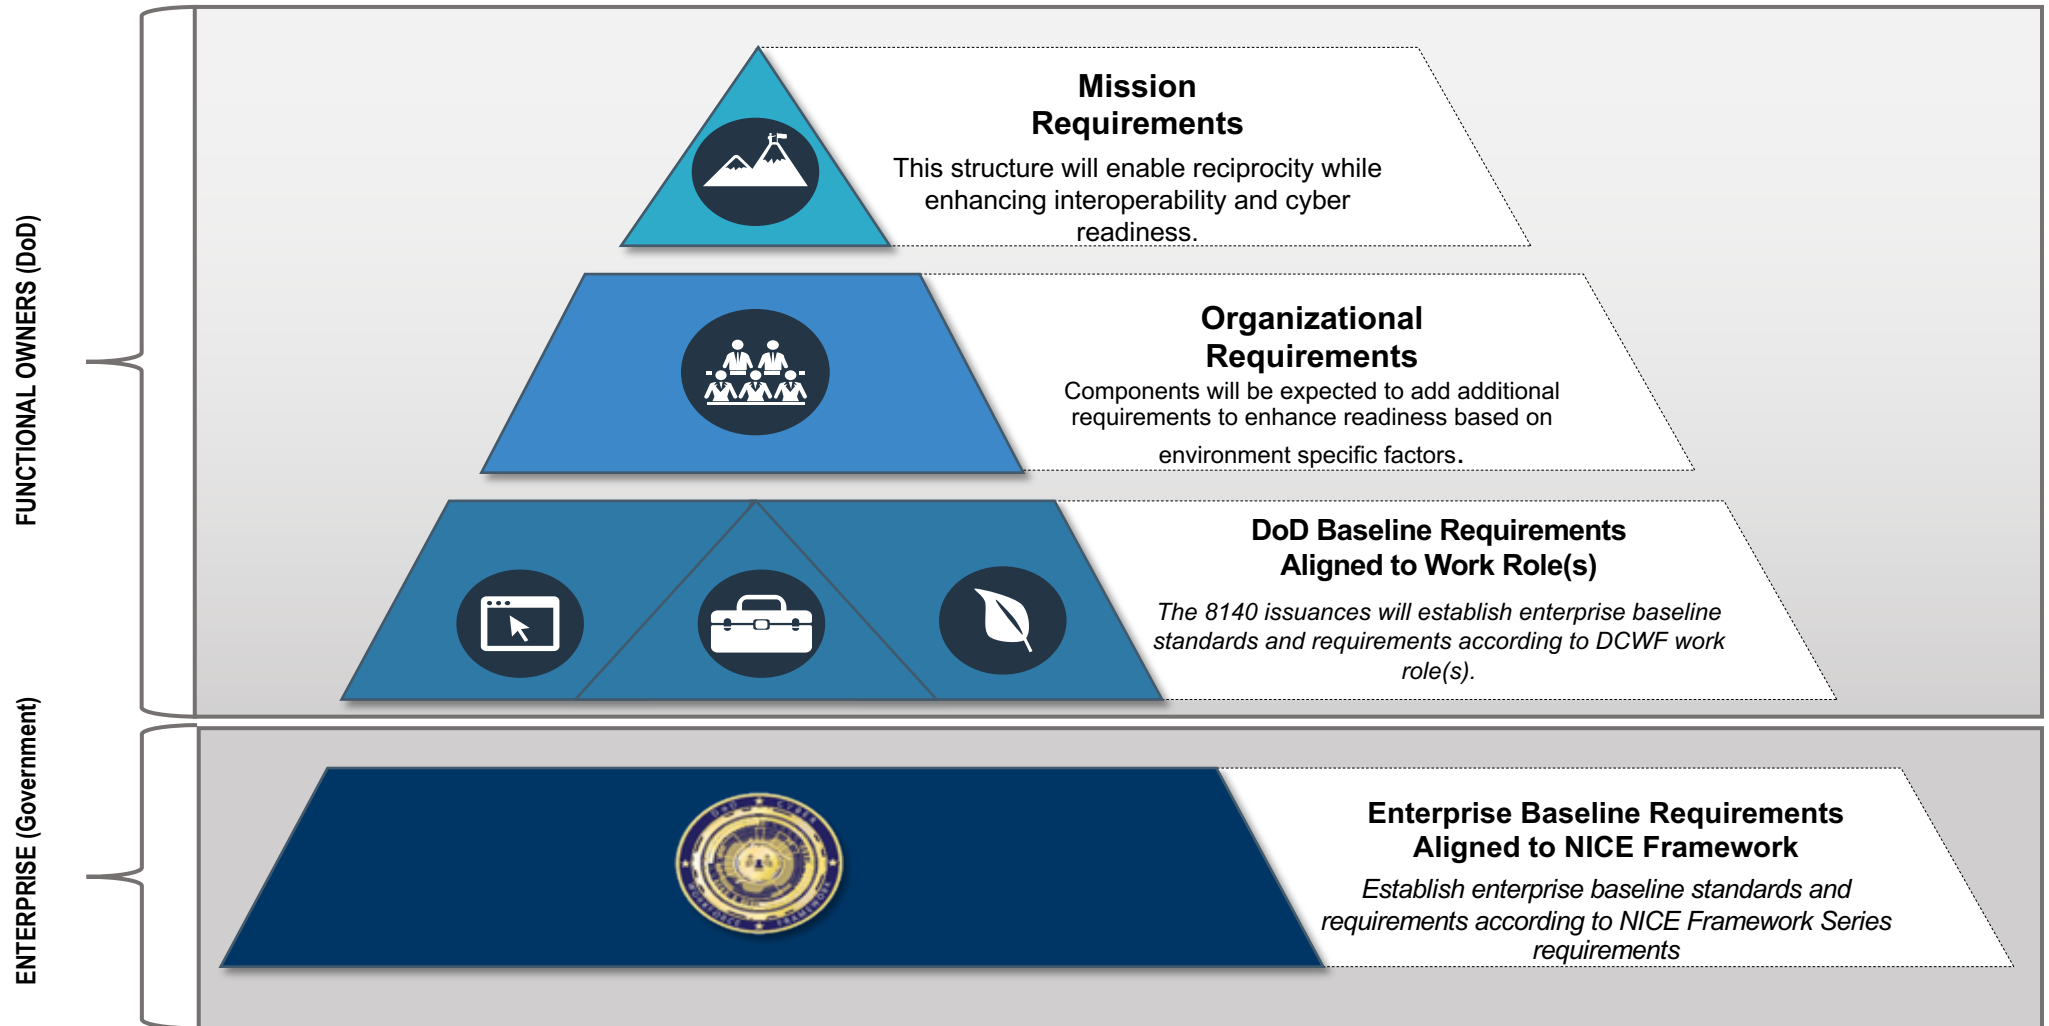 FUNCTIONAL OWNERS (DoD)
Mission
Requirements
This structure will enable reciprocity while
enhancing interoperability and cyber
readiness.
Organizational
Requirements
Components will be expected to add additional
requirements to enhance readiness based on
environment specific factors.
DoD Baseline Requirements
Aligned to Work Role(s)
The 8140 issuances will establish enterprise baseline
standards and requirements according to DCWF work
role(s).
ENTERPRISE (Government)
DoD CYBER
WORKFORCE FRAMEWORK
Enterprise Baseline Requirements
Aligned to NICE Framework
Establish enterprise baseline standards and
requirements according to NICE Framework Series
requirements